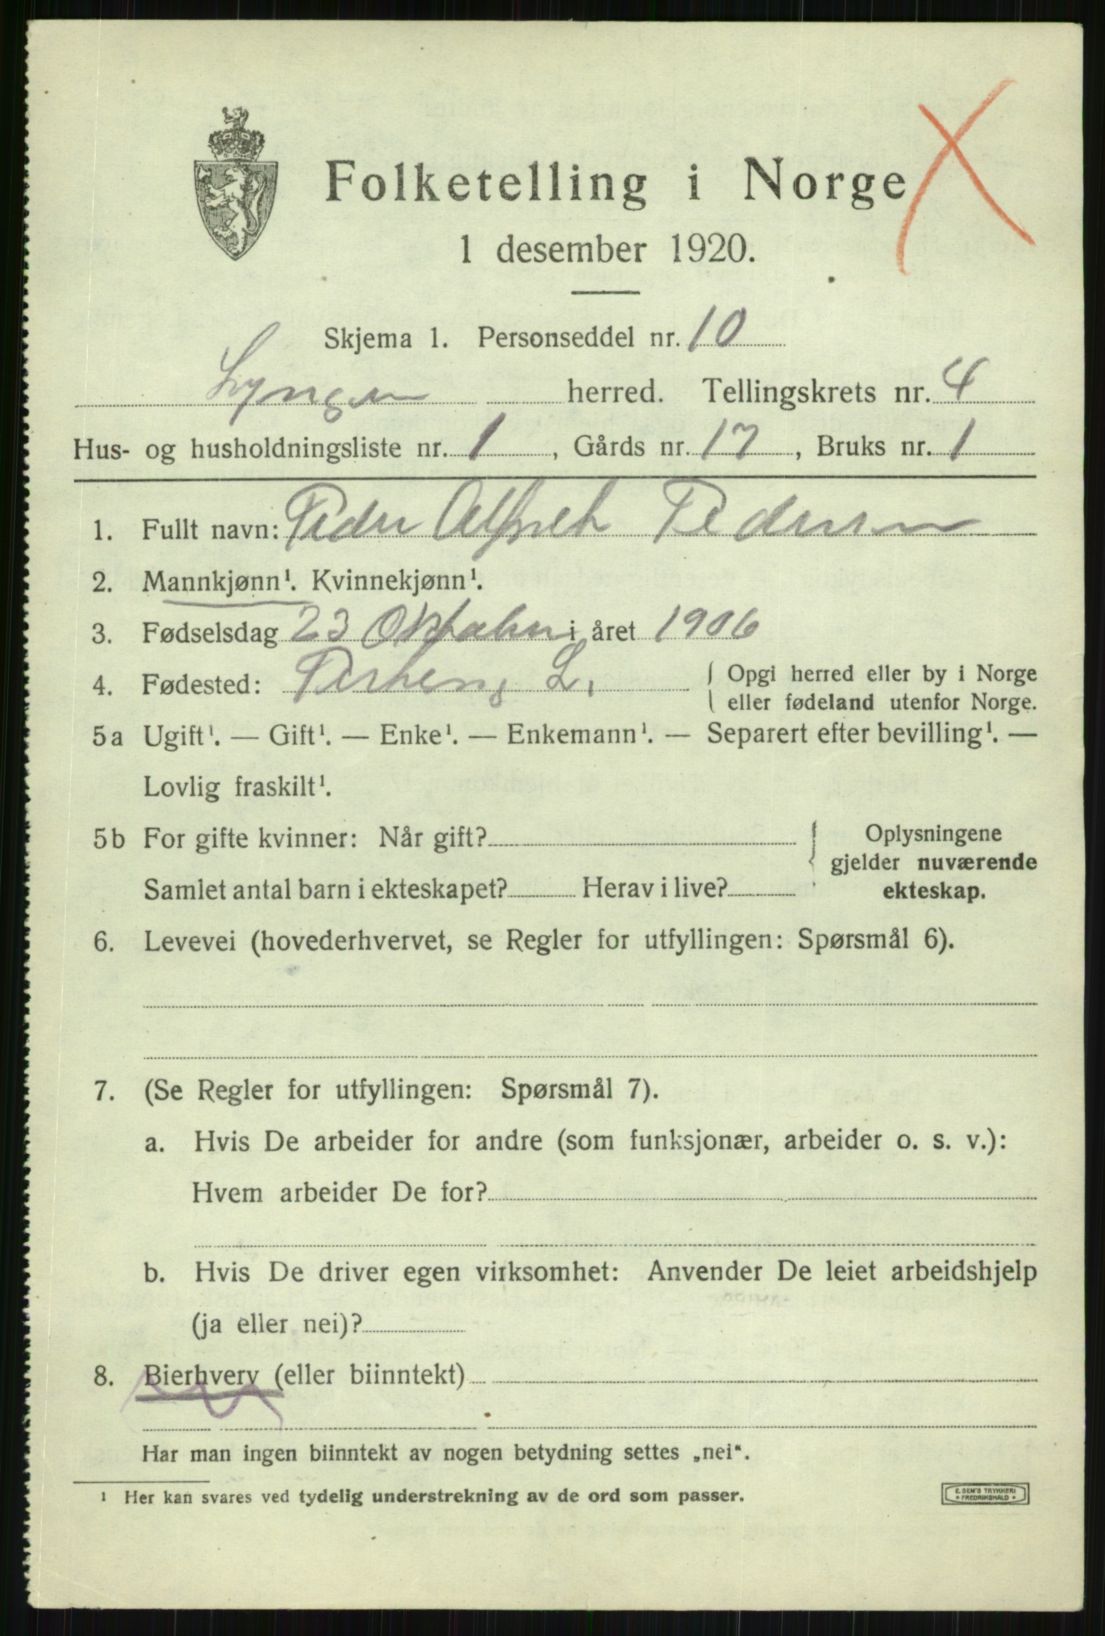 Folketelling i Norge
1 desember 1920.
Skjema 1. Personseddel nr. 10
Lyngen herred. Tellingskrets nr. 4
Hus- og husholdningsliste nr. 1, Gårds nr. 17, Bruks nr. 1
1. Fullt navn: Peder Alfred Pedersen
2. Mannkjønn¹. Kvinnekjønn¹.
3. Fødselsdag 23 Oktober i året 1906
4. Fødested: L. { Opgi herred eller by i Norge
eller fødeland utenfor Norge.
5a Ugift¹. — Gift¹. — Enke¹. — Enkemann¹. — Separert efter bevilling¹. —
Lovlig fraskilt¹.
5b For gifte kvinner: Når gift? { Oplysningene
gjelder nuværende
Samlet antal barn i ekteskapet? Herav i live? ekteskap.
6. Levevei (hovederhvervet, se Regler for utfyllingen: Spørsmål 6).
7. (Se Regler for utfyllingen: Spørsmål 7).
a. Hvis De arbeider for andre (som funksjonær, arbeider o. s. v.):
Hvem arbeider De for?
b. Hvis De driver egen virksomhet: Anvender De leiet arbeidshjelp
(ja eller nei)?
8. Bierhverv (eller biinntekt)
Har man ingen biinntekt av nogen betydning settes „nei“.
¹ Her kan svares ved tydelig understrekning av de ord som passer.
E. SEM'S TRYKKERI
FREDRIKSHALD